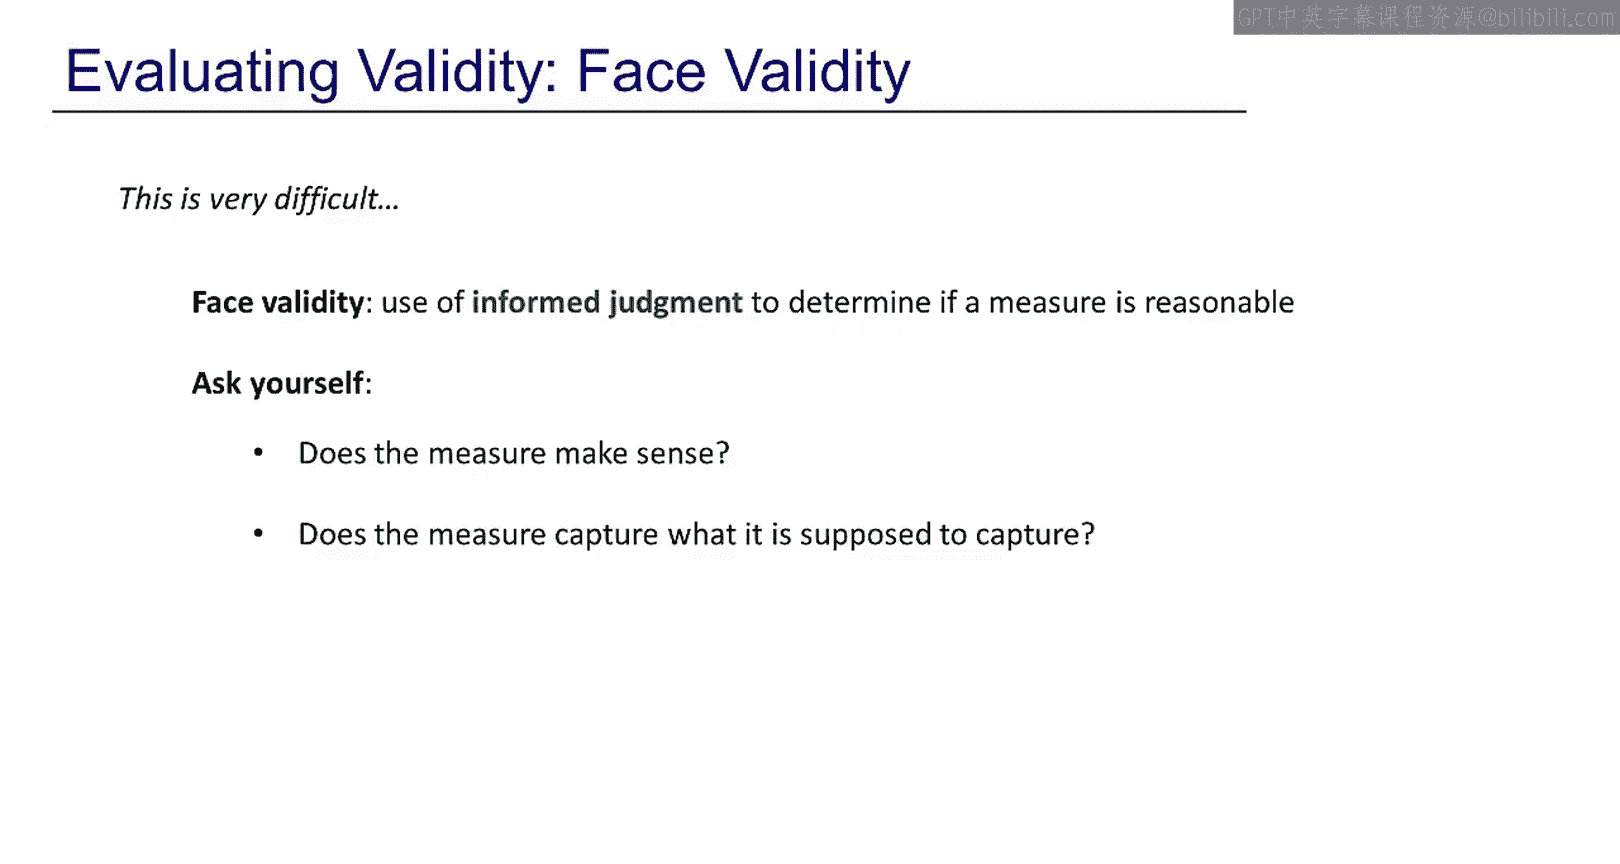 GPT中英字幕课程资源@bilibili.com
Evaluating Validity: Face Validity
This is very difficult...
Face validity: use of informed judgment to determine if a measure is reasonable
Ask yourself:
• Does the measure make sense?
• Does the measure capture what it is supposed to capture?